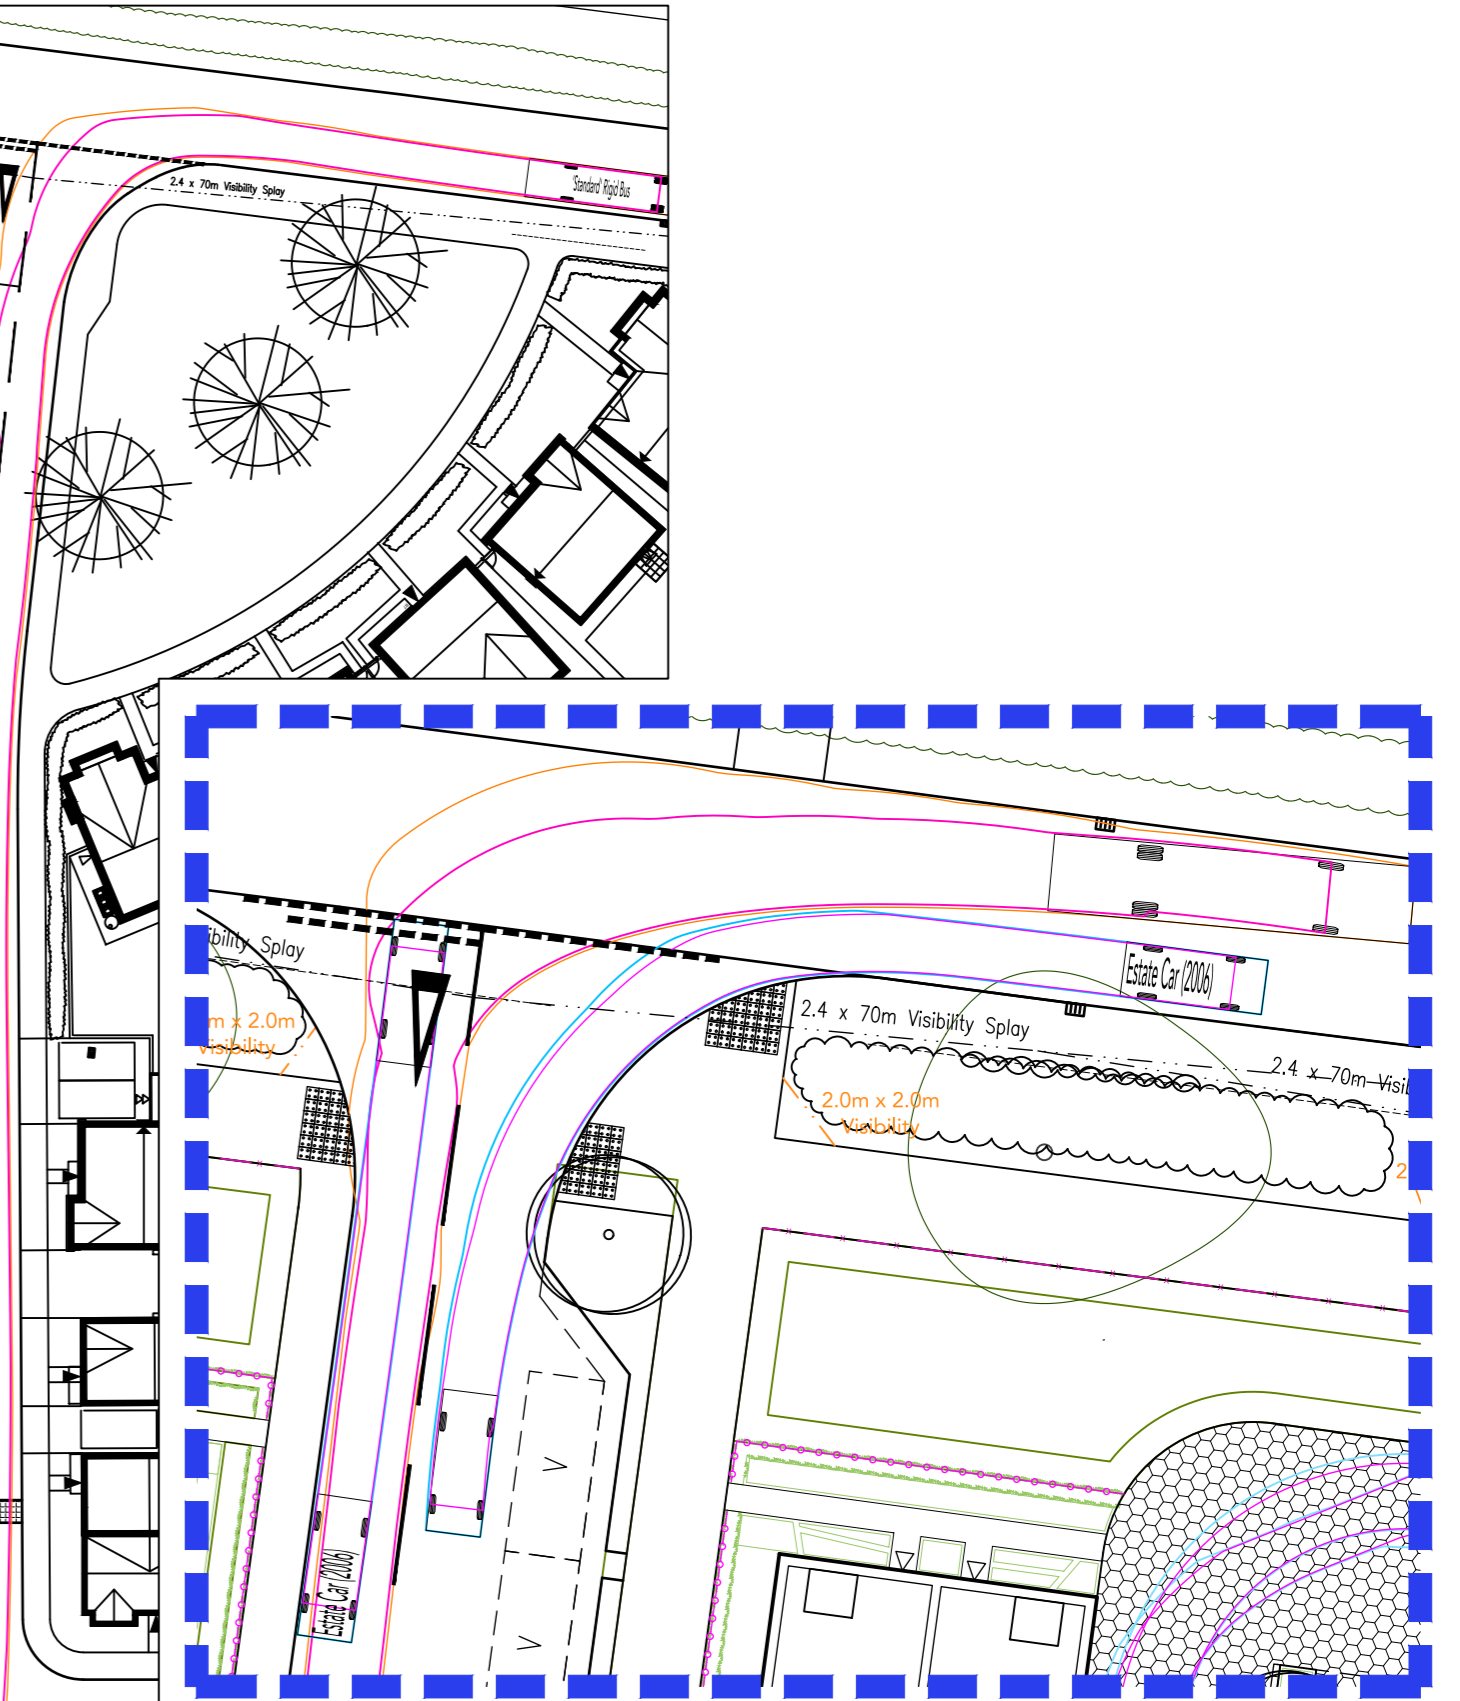 2.4 x 70m Visibility Splay
'Standard' Rigid Bus
ibility Splay
m x 2.0m
Visibility
Estate Car (2006)
2.4 x 70m Visibility Splay
2.4 x 70m Visi
2.0m x 2.0m
Visibility
2
Estate Car (2006)